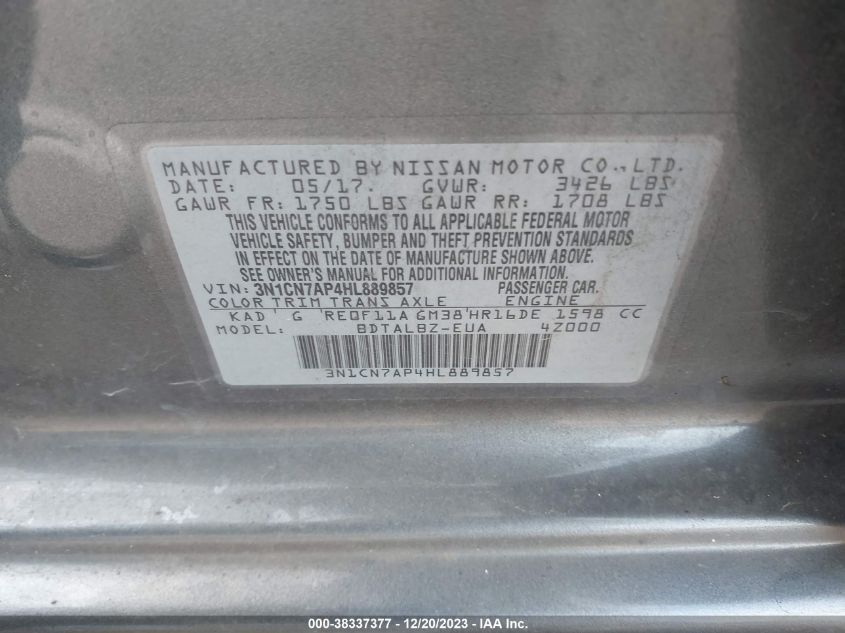 MANUFACTURED BY NISSAN MOTOR CO., LTD.
DATE: 05/17. GVWR: 3426 LBS
GAWR FR: 1750 LBS GAWR RR: 1708 LBS
THIS VEHICLE CONFORMS TO ALL APPLICABLE FEDERAL MOTOR
VEHICLE SAFETY, BUMPER AND THEFT PREVENTION STANDARDS
IN EFFECT ON THE DATE OF MANUFACTURE SHOWN ABOVE.
SEE OWNER'S MANUAL FOR ADDITIONAL INFORMATION.
VIN: 3N1CN7AP4HL889857 PASSENGER CAR.
COLOR TRIM TRANS AXLE ENGINE
KAD G RE0F11A GM38 HR16DE 1598 CC
MODEL: BDTALBZ-EUA 4Z000
3N1CN7AP4HL889857
000-38337377 - 12/20/2023 - IAA Inc.